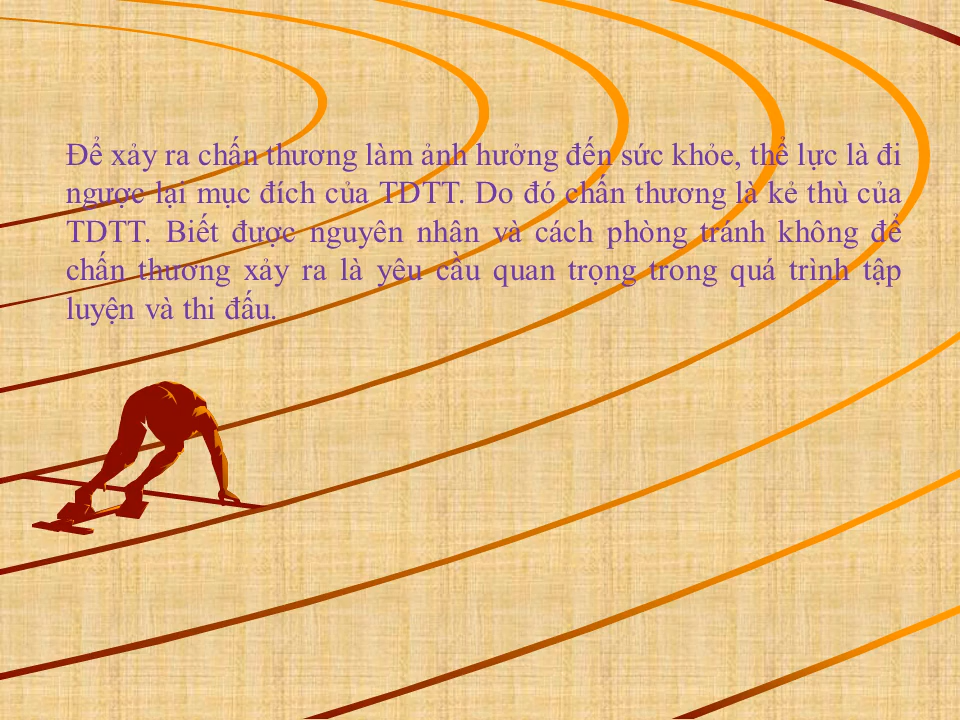 Để xảy ra chấn thương làm ảnh hưởng đến sức khỏe, thể lực là đi
ngược lại mục đích của TDTT. Do đó chấn thương là kẻ thù của
TDTT. Biết được nguyên nhân và cách phòng tránh không để
chấn thương xảy ra là yêu cầu quan trọng trong quá trình tập
luyện và thi đấu.